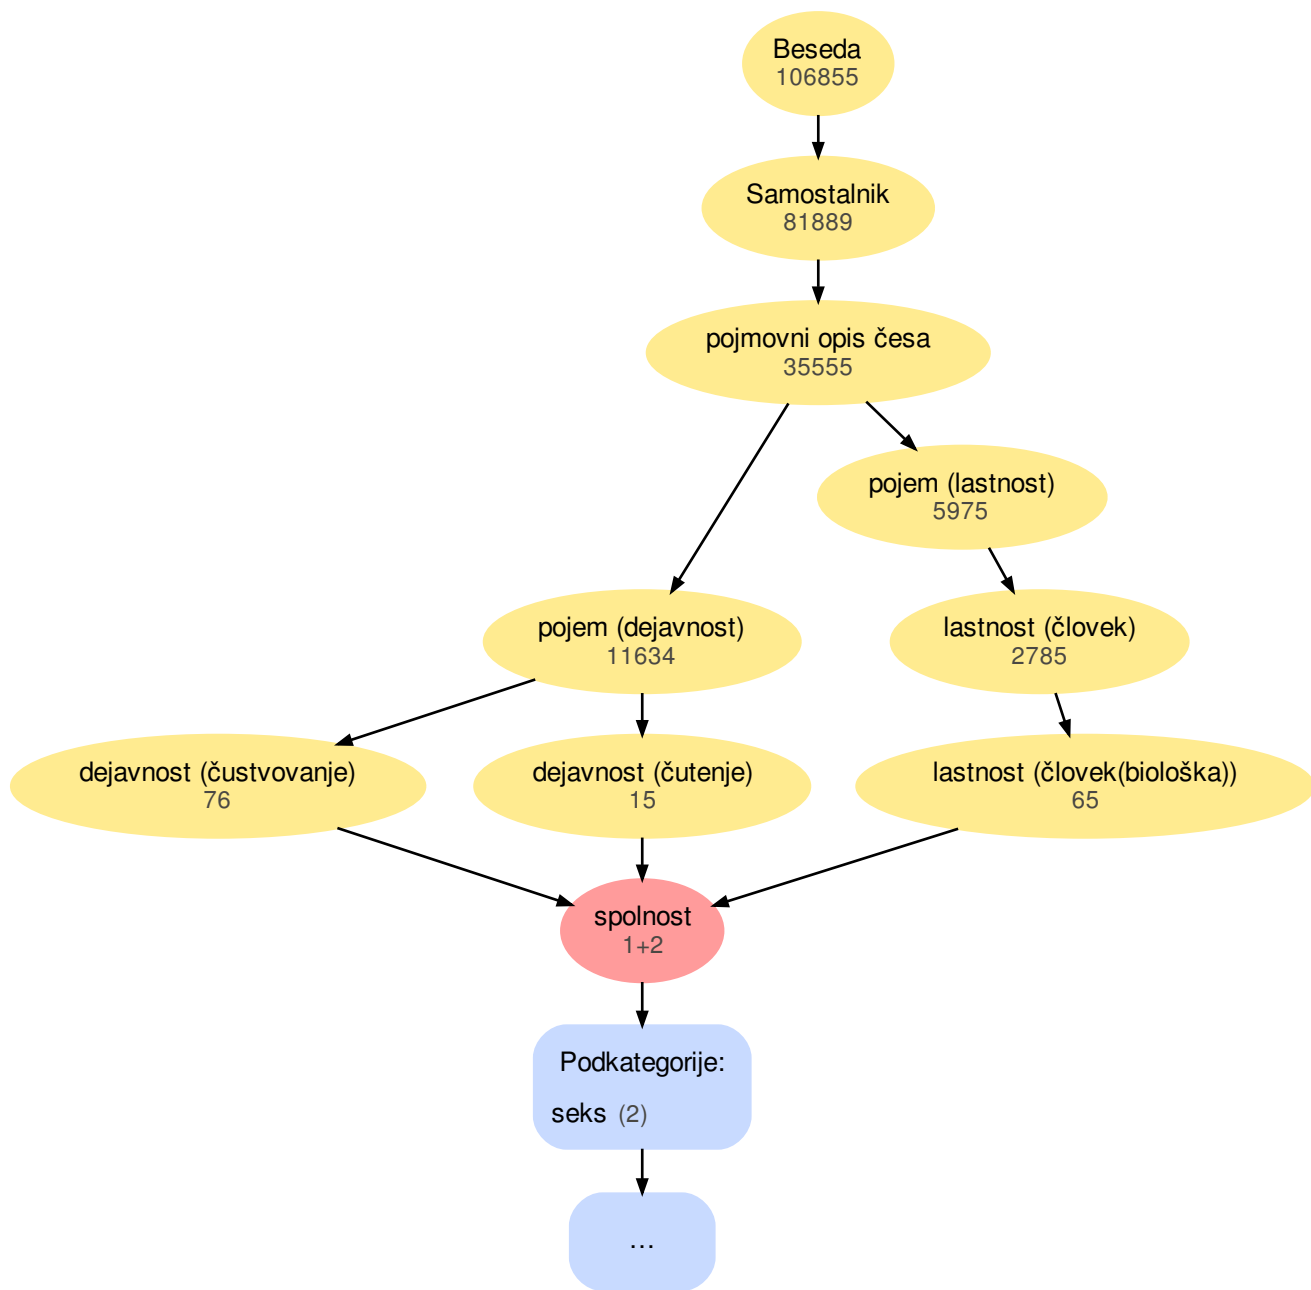 Beseda
106855
Samostalnik
81889
pojmovni opis česa
35555
pojem (lastnost)
5975
pojem (dejavnost)
11634
lastnost (človek)
2785
dejavnost (čustvovanje)
76
dejavnost (čutenje)
15
lastnost (človek(biološka))
65
spolnost
1+2
Podkategorije:
seks (2)
...